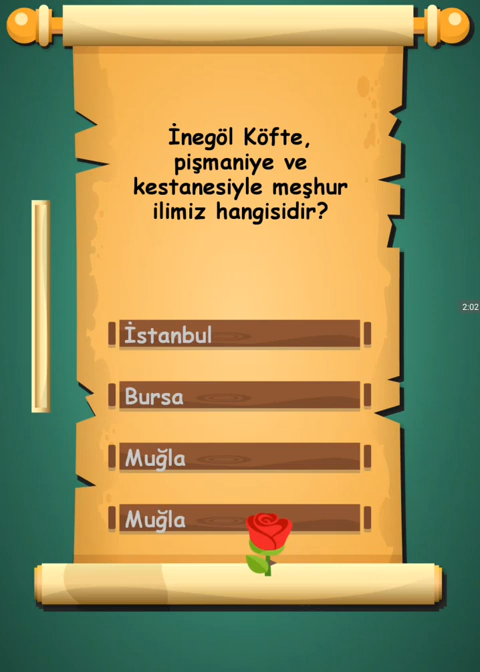 İnegöl Köfte,
pişmaniye ve
kestanesiyle meşhur
ilimiz hangisidir?
2:02
İstanbul
Bursa
Muğla
Muğla